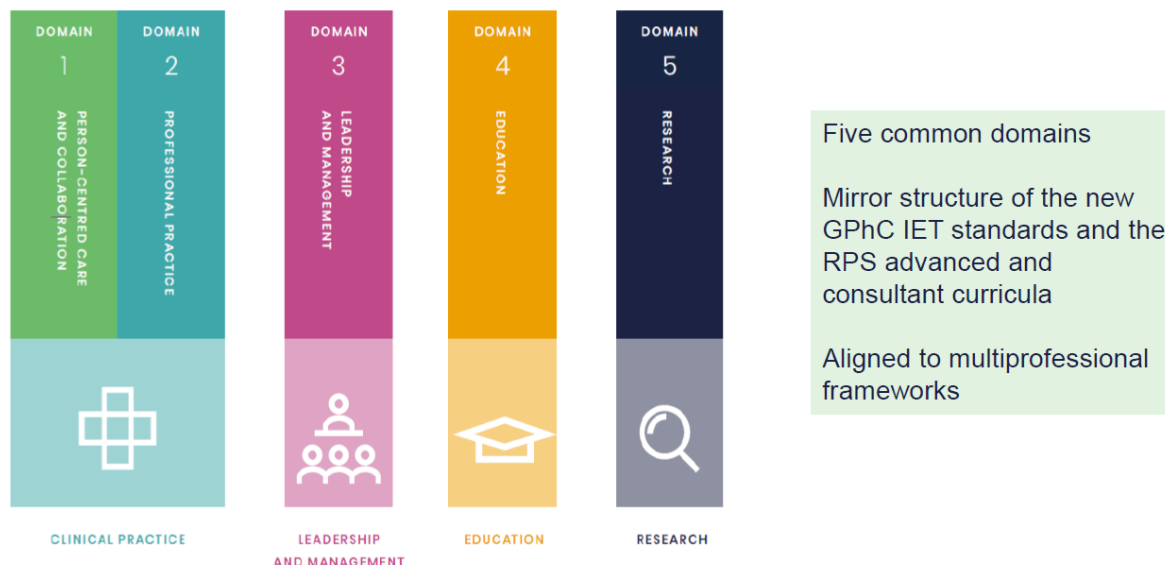 DOMAIN
1
PERSON-CENTRED CARE
AND COLLABORATION
DOMAIN
2
PROFESSIONAL PRACTICE
DOMAIN
3
LEADERSHIP
AND MANAGEMENT
DOMAIN
4
EDUCATION
DOMAIN
5
RESEARCH
CLINICAL PRACTICE
LEADERSHIP
AND MANAGEMENT
EDUCATION
RESEARCH
Five common domains
Mirror structure of the new
GPhC IET standards and the
RPS advanced and
consultant curricula
Aligned to multiprofessional
frameworks